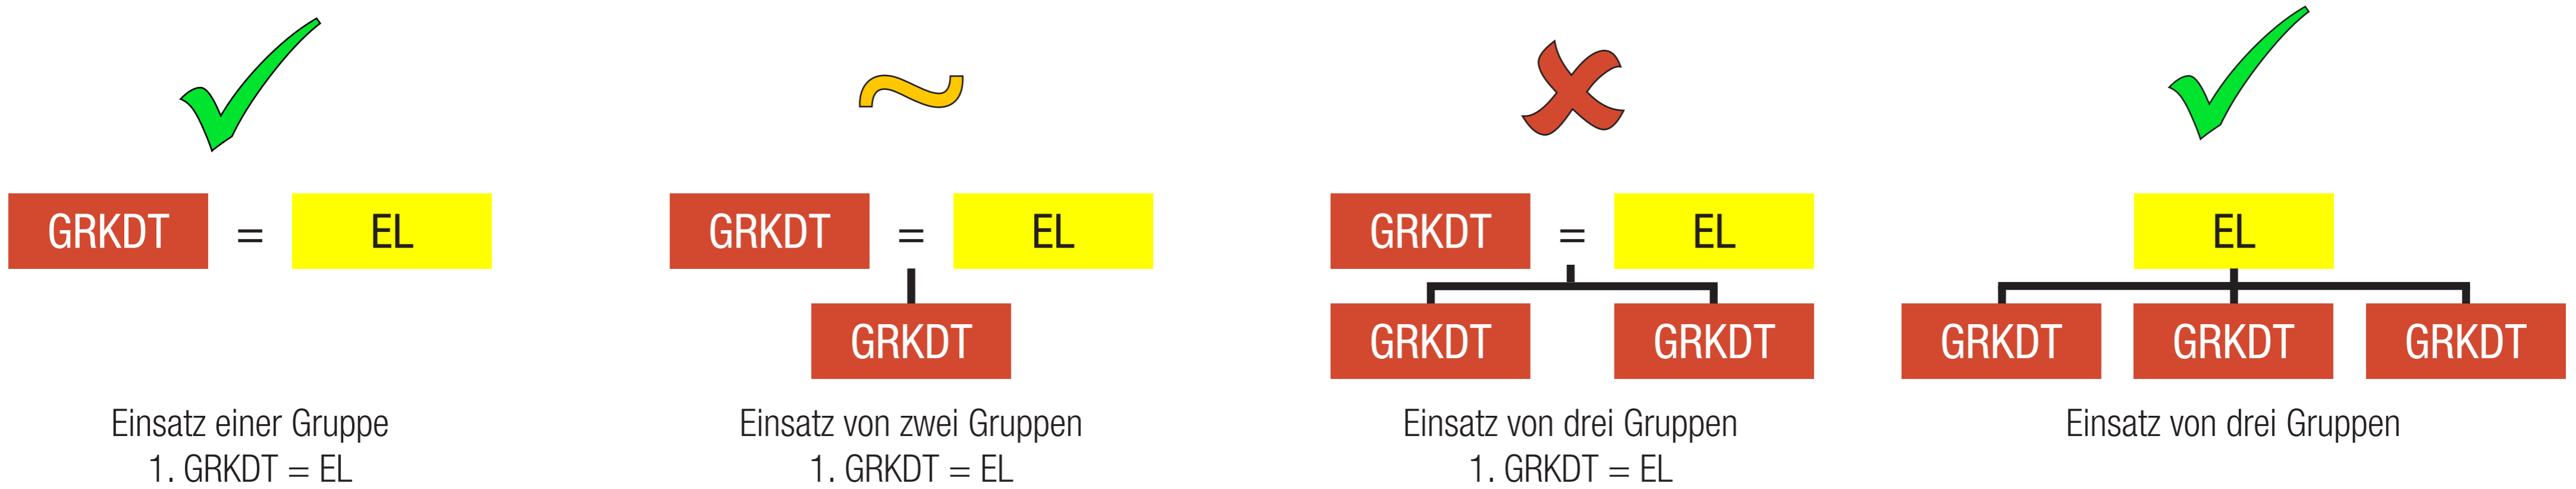 GRKDT = EL
GRKDT = EL
GRKDT = EL
EL
GRKDT
GRKDT GRKDT
GRKDT GRKDT GRKDT
Einsatz einer Gruppe
1. GRKDT = EL
Einsatz von zwei Gruppen
1. GRKDT = EL
Einsatz von drei Gruppen
1. GRKDT = EL
Einsatz von drei Gruppen